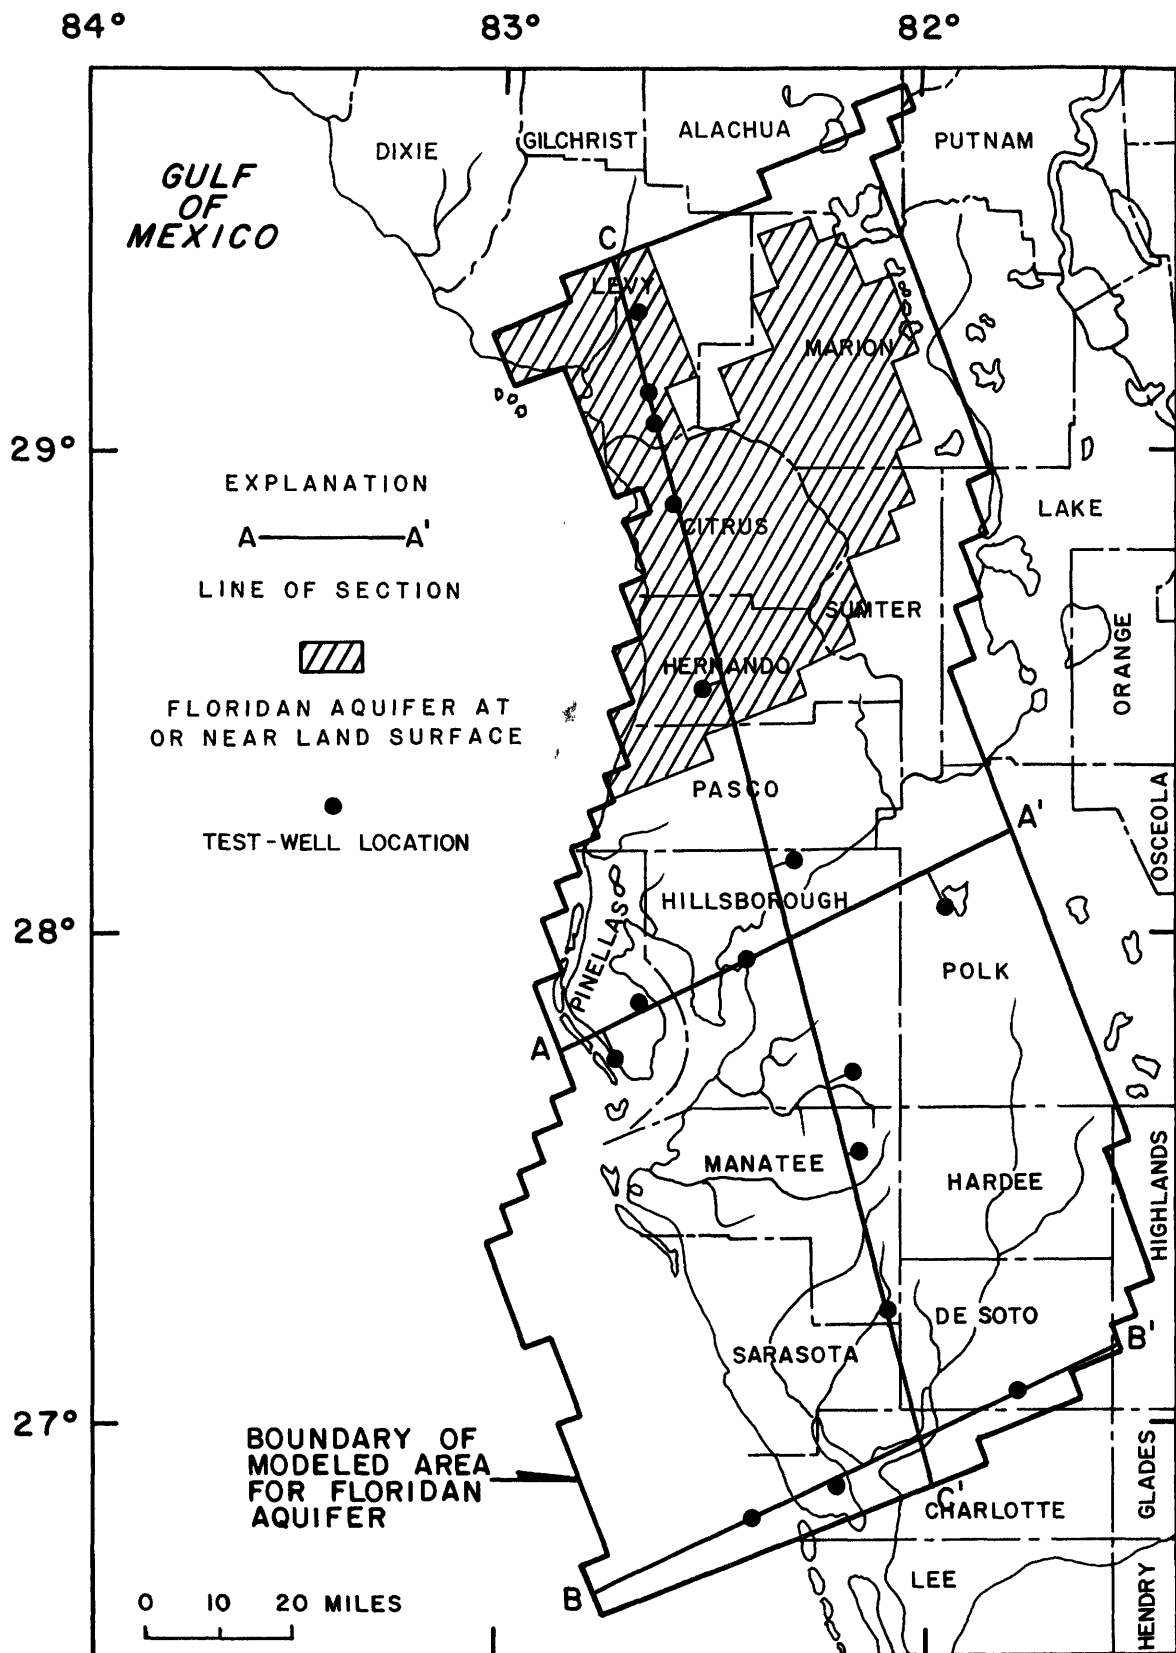 84° 83° 82°
DIXIE
GILCHRIST
ALACHUA
PUTNAM
GULF
OF
MEXICO
C
LEVY
MARION
29°
EXPLANATION
A A'
LINE OF SECTION
FLORIDAN AQUIFER AT
OR NEAR LAND SURFACE
TEST-WELL LOCATION
CITRUS
LAKE
SUMTER
ORANGE
HERNANDO
PASCO
A'
OSCEOLA
HILLSBOROUGH
PINELLAS
28°
POLK
A
MANATEE
HARDEE
HIGHLANDS
DE SOTO
B'
SARASOTA
27°
BOUNDARY OF
MODELED AREA
FOR FLORIDAN
AQUIFER
C'
CHARLOTTE
GLADES
B
LEE
HENDRY
0 10 20 MILES